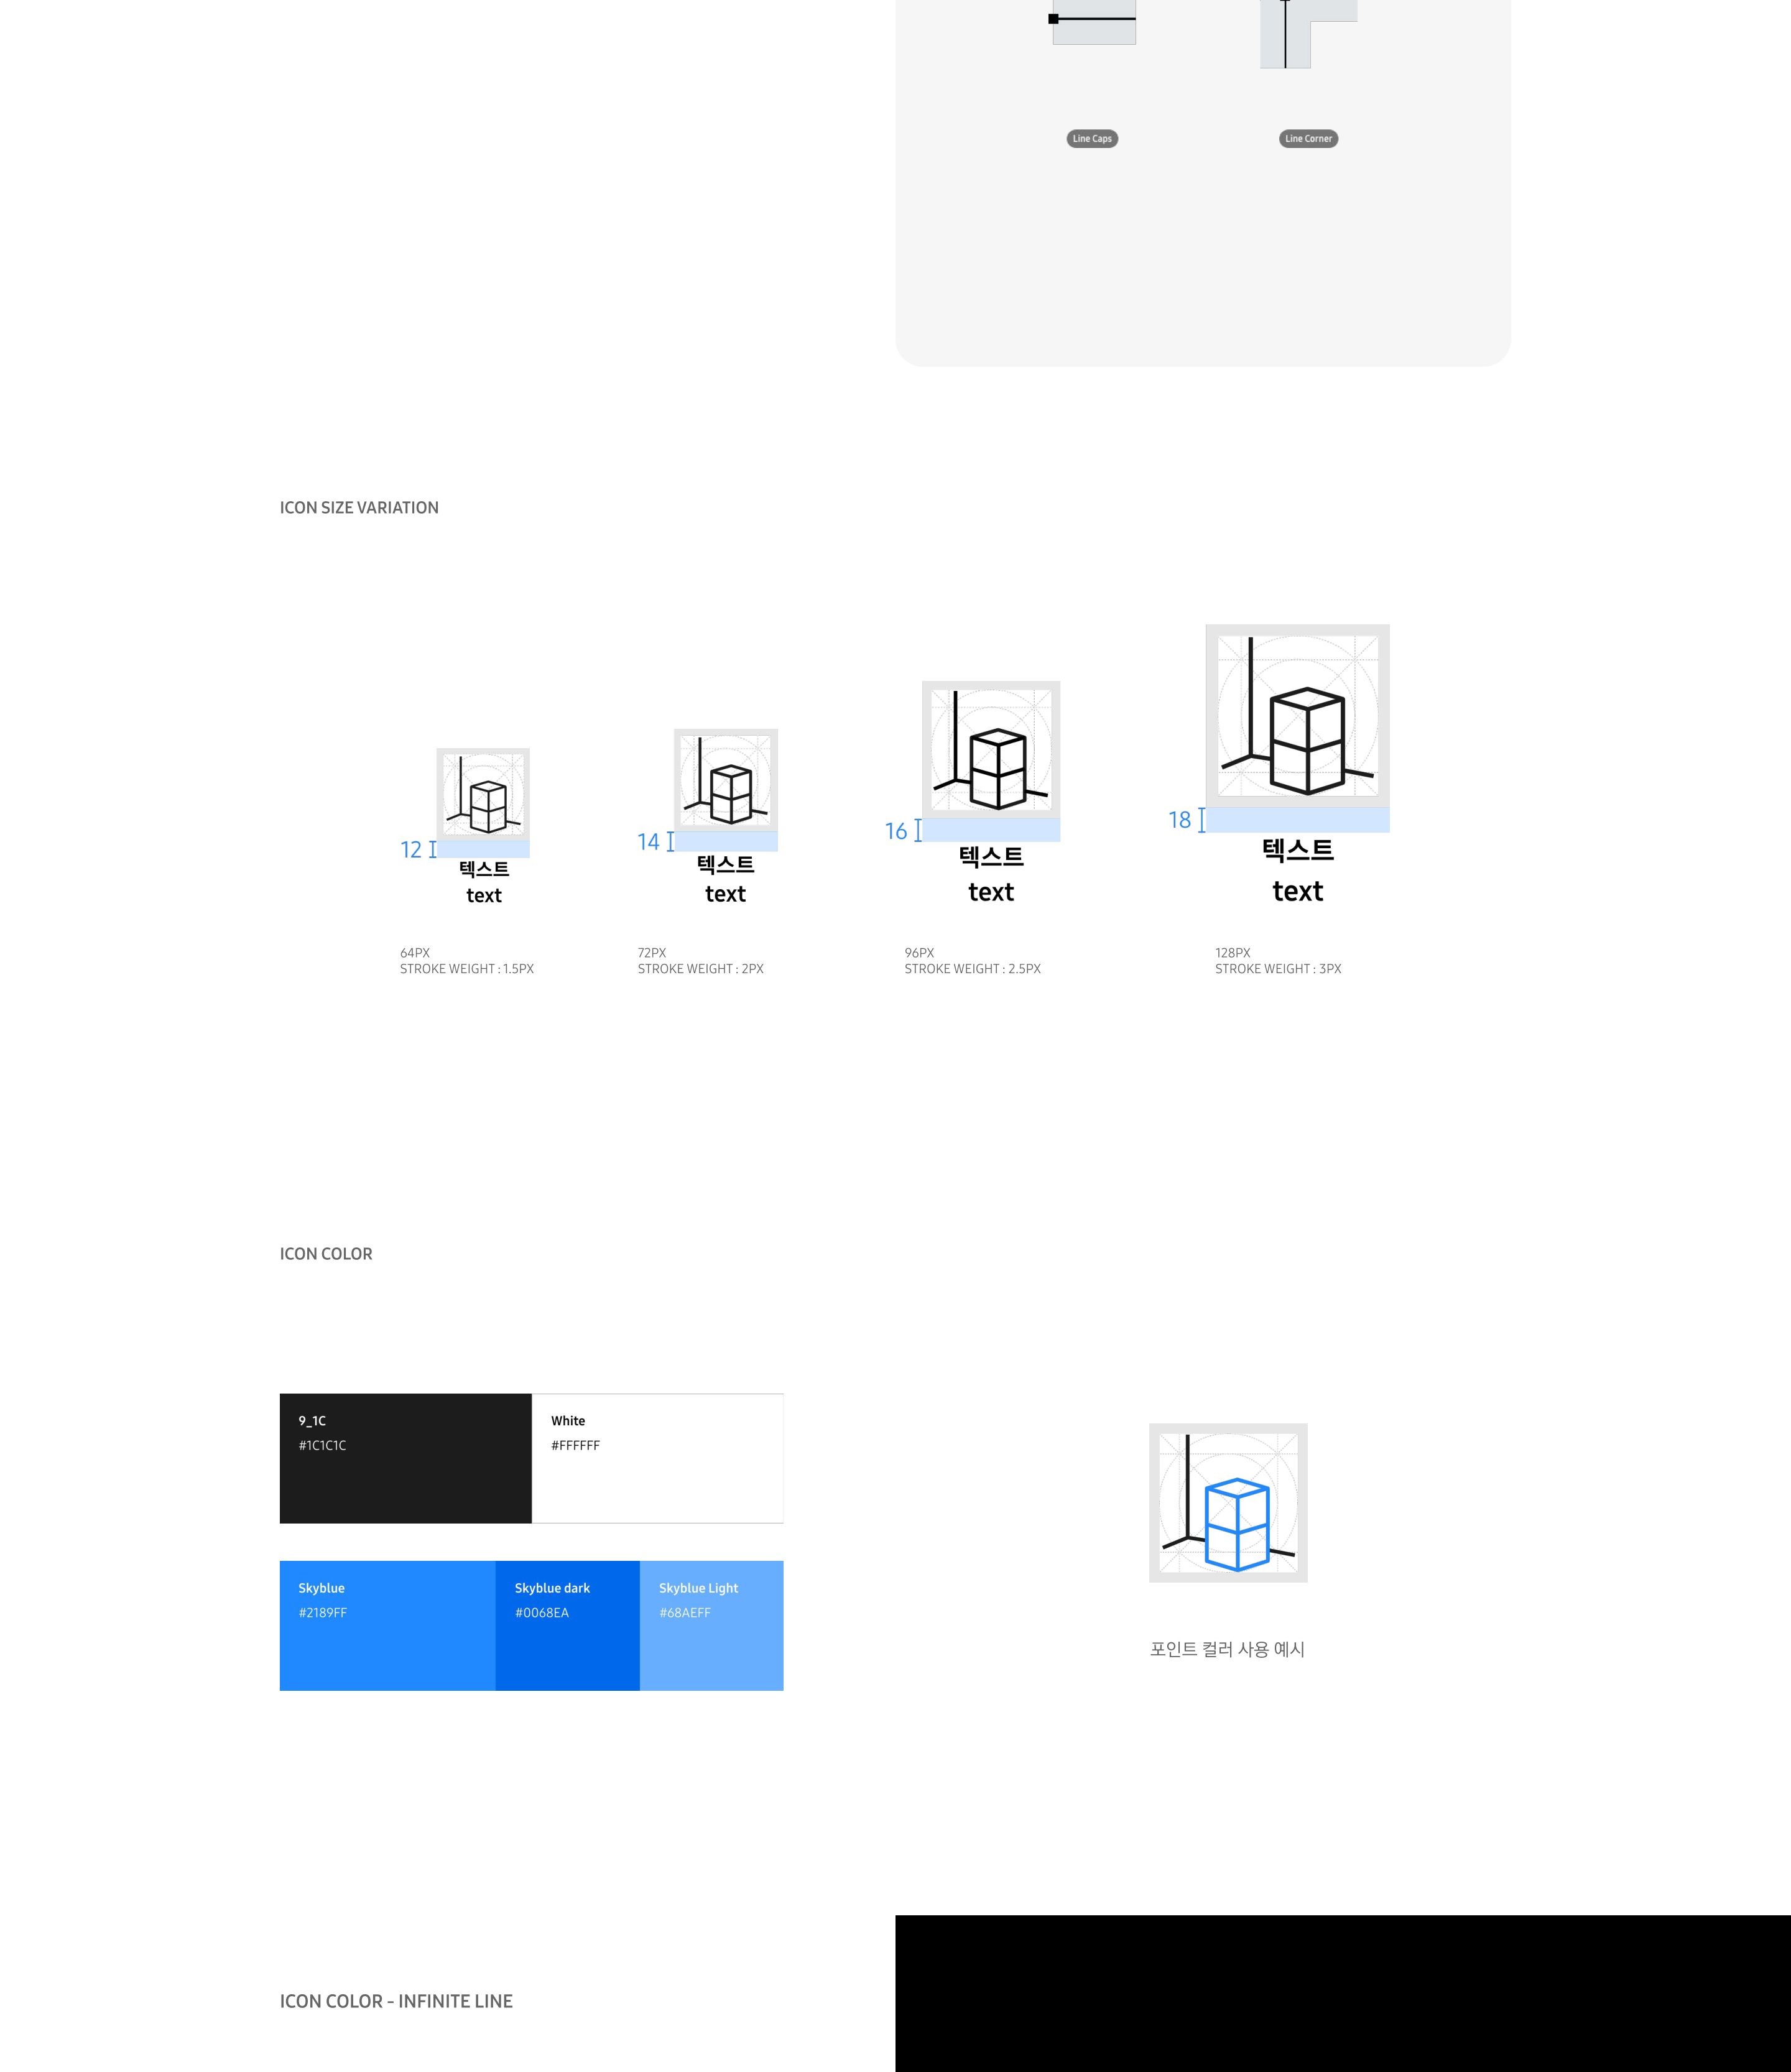 Line Caps
Line Corner
ICON SIZE VARIATION
12
텍스트
text
64PX
STROKE WEIGHT : 1.5PX
14
텍스트
text
72PX
STROKE WEIGHT : 2PX
16
텍스트
text
96PX
STROKE WEIGHT : 2.5PX
18
텍스트
text
128PX
STROKE WEIGHT : 3PX
ICON COLOR
9_1C
#1C1C1C
White
#FFFFFF
Skyblue
#2189FF
Skyblue dark
#0068EA
Skyblue Light
#68AEFF
포인트 컬러 사용 예시
ICON COLOR - INFINITE LINE